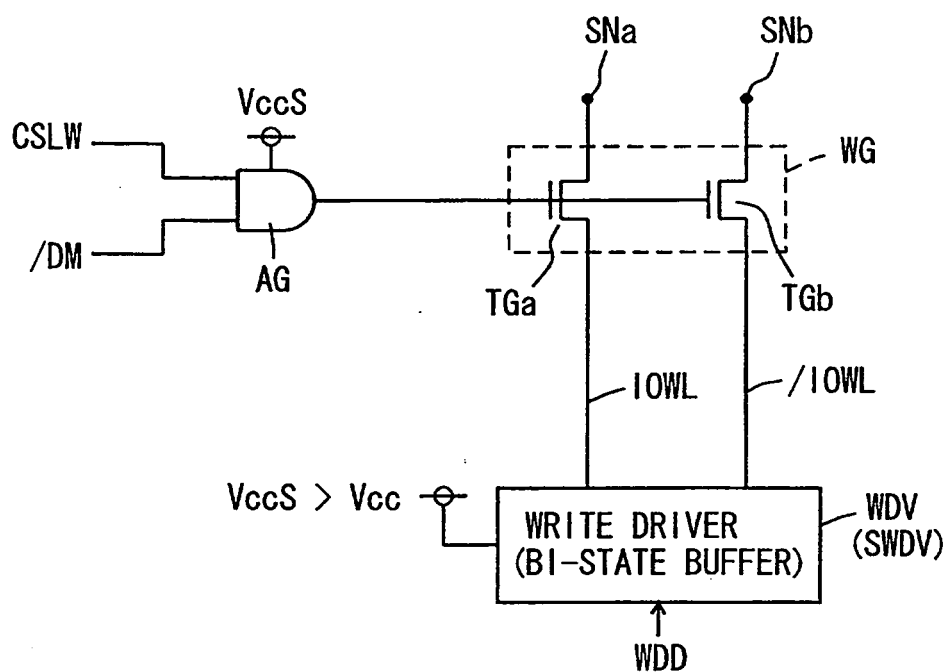 SNa
SNb
VccS
CSLW
WG
/DM
AG
TGa
TGb
IOWL
/IOWL
VccS > Vcc
WRITE DRIVER
(BI-STATE BUFFER)
WDV
(SWDV)
WDD